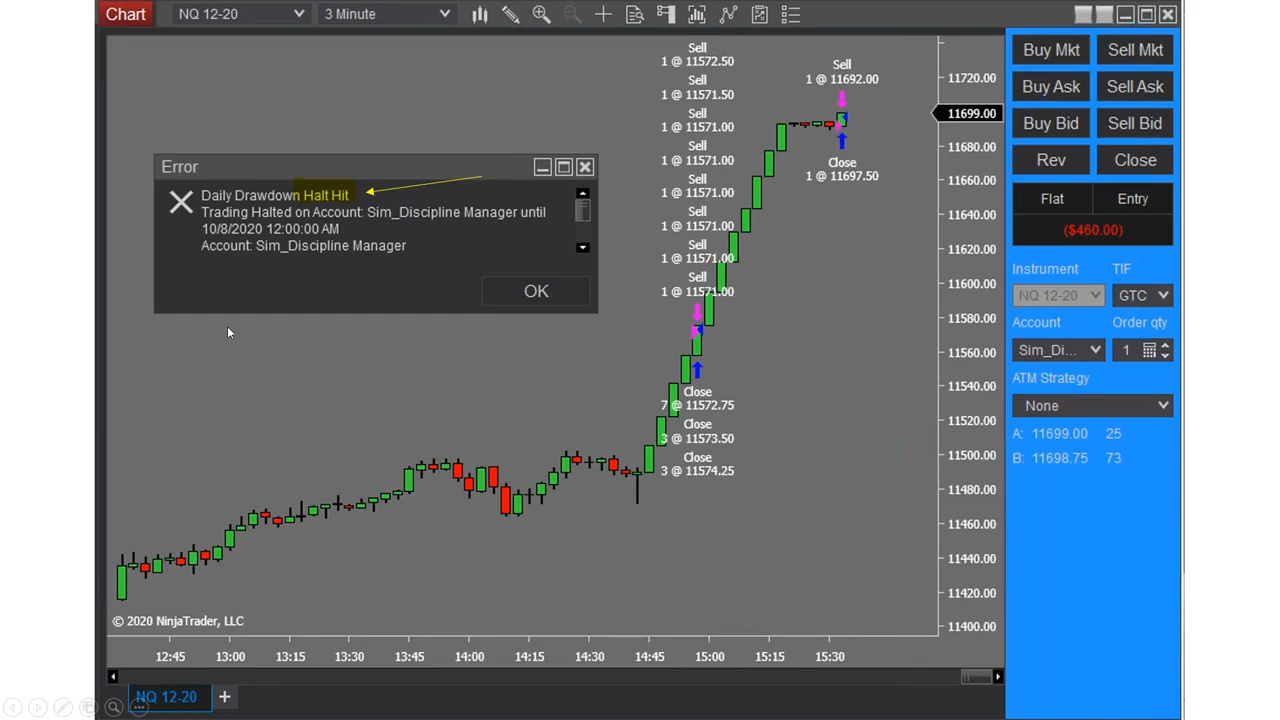 Chart
NQ 12-20
3 Minute
Sell
1 @ 11572.50
Sell
1 @ 11571.50
Sell
1 @ 11571.00
Sell
1 @ 11571.00
Sell
1 @ 11571.00
Sell
1 @ 11571.00
Sell
1 @ 11571.00
Sell
1 @ 11571.00
Close
7 @ 11572.75
Close
3 @ 11573.50
Close
3 @ 11574.25
Sell
1 @ 11692.00
Close
1 @ 11697.50
Error
Daily Drawdown Halt Hit
Trading Halted on Account: Sim_Discipline Manager until
10/8/2020 12:00:00 AM
Account: Sim_Discipline Manager
OK
11720.00
11699.00
11680.00
11660.00
11640.00
11620.00
11600.00
11580.00
11560.00
11540.00
11520.00
11500.00
11480.00
11460.00
11440.00
11420.00
11400.00
© 2020 NinjaTrader, LLC
12:45 13:00 13:15 13:30 13:45 14:00 14:15 14:30 14:45 15:00 15:15 15:30
NQ 12-20
+
Buy Mkt Sell Mkt
Buy Ask Sell Ask
Buy Bid Sell Bid
Rev Close
Flat Entry
($460.00)
Instrument TIF
NQ 12-20 GTC
Account Order qty
Sim_Di... 1
ATM Strategy
None
A: 11699.00 25
B: 11698.75 73